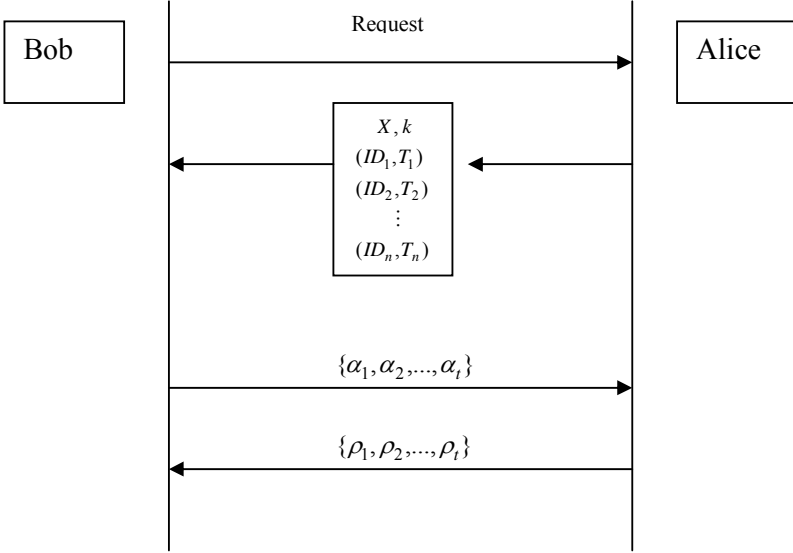 Request
Bob
Alice
X, k
(ID₁,T₁)
(ID₂,T₂)
⋮
(IDₙ,Tₙ)
{α₁,α₂,...,αₜ}
{ρ₁,ρ₂,...,ρₜ}